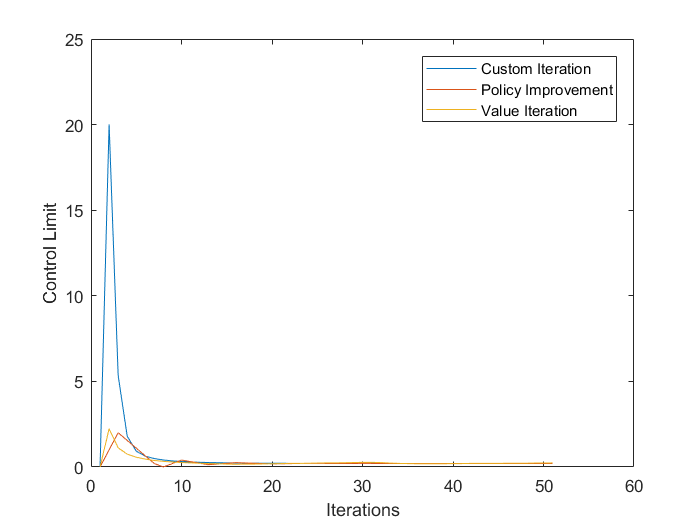 25
20
15
10
5
0
Control Limit
Custom Iteration
Policy Improvement
Value Iteration
0 10 20 30 40 50 60
Iterations